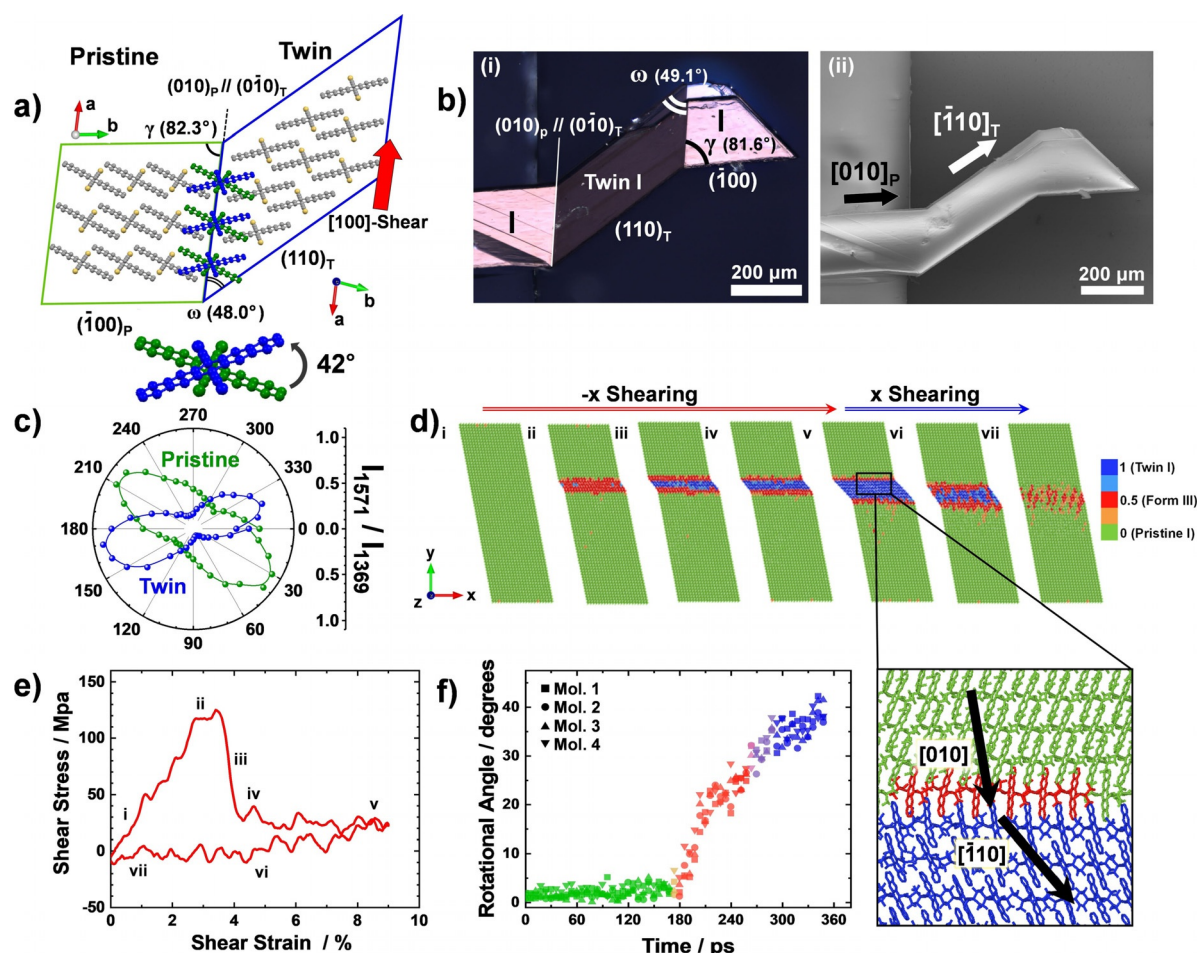 a)
Pristine
Twin
(010)P // (01̄0)T
a
b
γ (82.3°)
[100]-Shear
(110)T
ω (48.0°)
b
a
(1̄00)P
42°
b)
(i)
ω (49.1°)
(010)p // (01̄0)T
I
γ (81.6°)
Twin I
(1̄00)
I
(110)T
200 µm
(ii)
[1̄10]T
[010]P
200 µm
c)
270
240
300
210
330
180
0.0
150
30
120
60
90
Pristine
Twin
1.0
0.5
0.0
0.5
1.0
I1571 / I1369
d)
-x Shearing
x Shearing
i
ii
iii
iv
v
vi
vii
1 (Twin I)
0.5 (Form III)
0 (Pristine I)
y
z
x
[010]
[1̄10]
e)
Shear Stress / Mpa
150
100
50
0
-50
i
ii
iii
iv
v
vi
vii
0
2
4
6
8
10
Shear Strain / %
f)
Rotational Angle / degrees
40
30
20
10
0
Mol. 1
Mol. 2
Mol. 3
Mol. 4
0
60
120
180
240
300
360
Time / ps